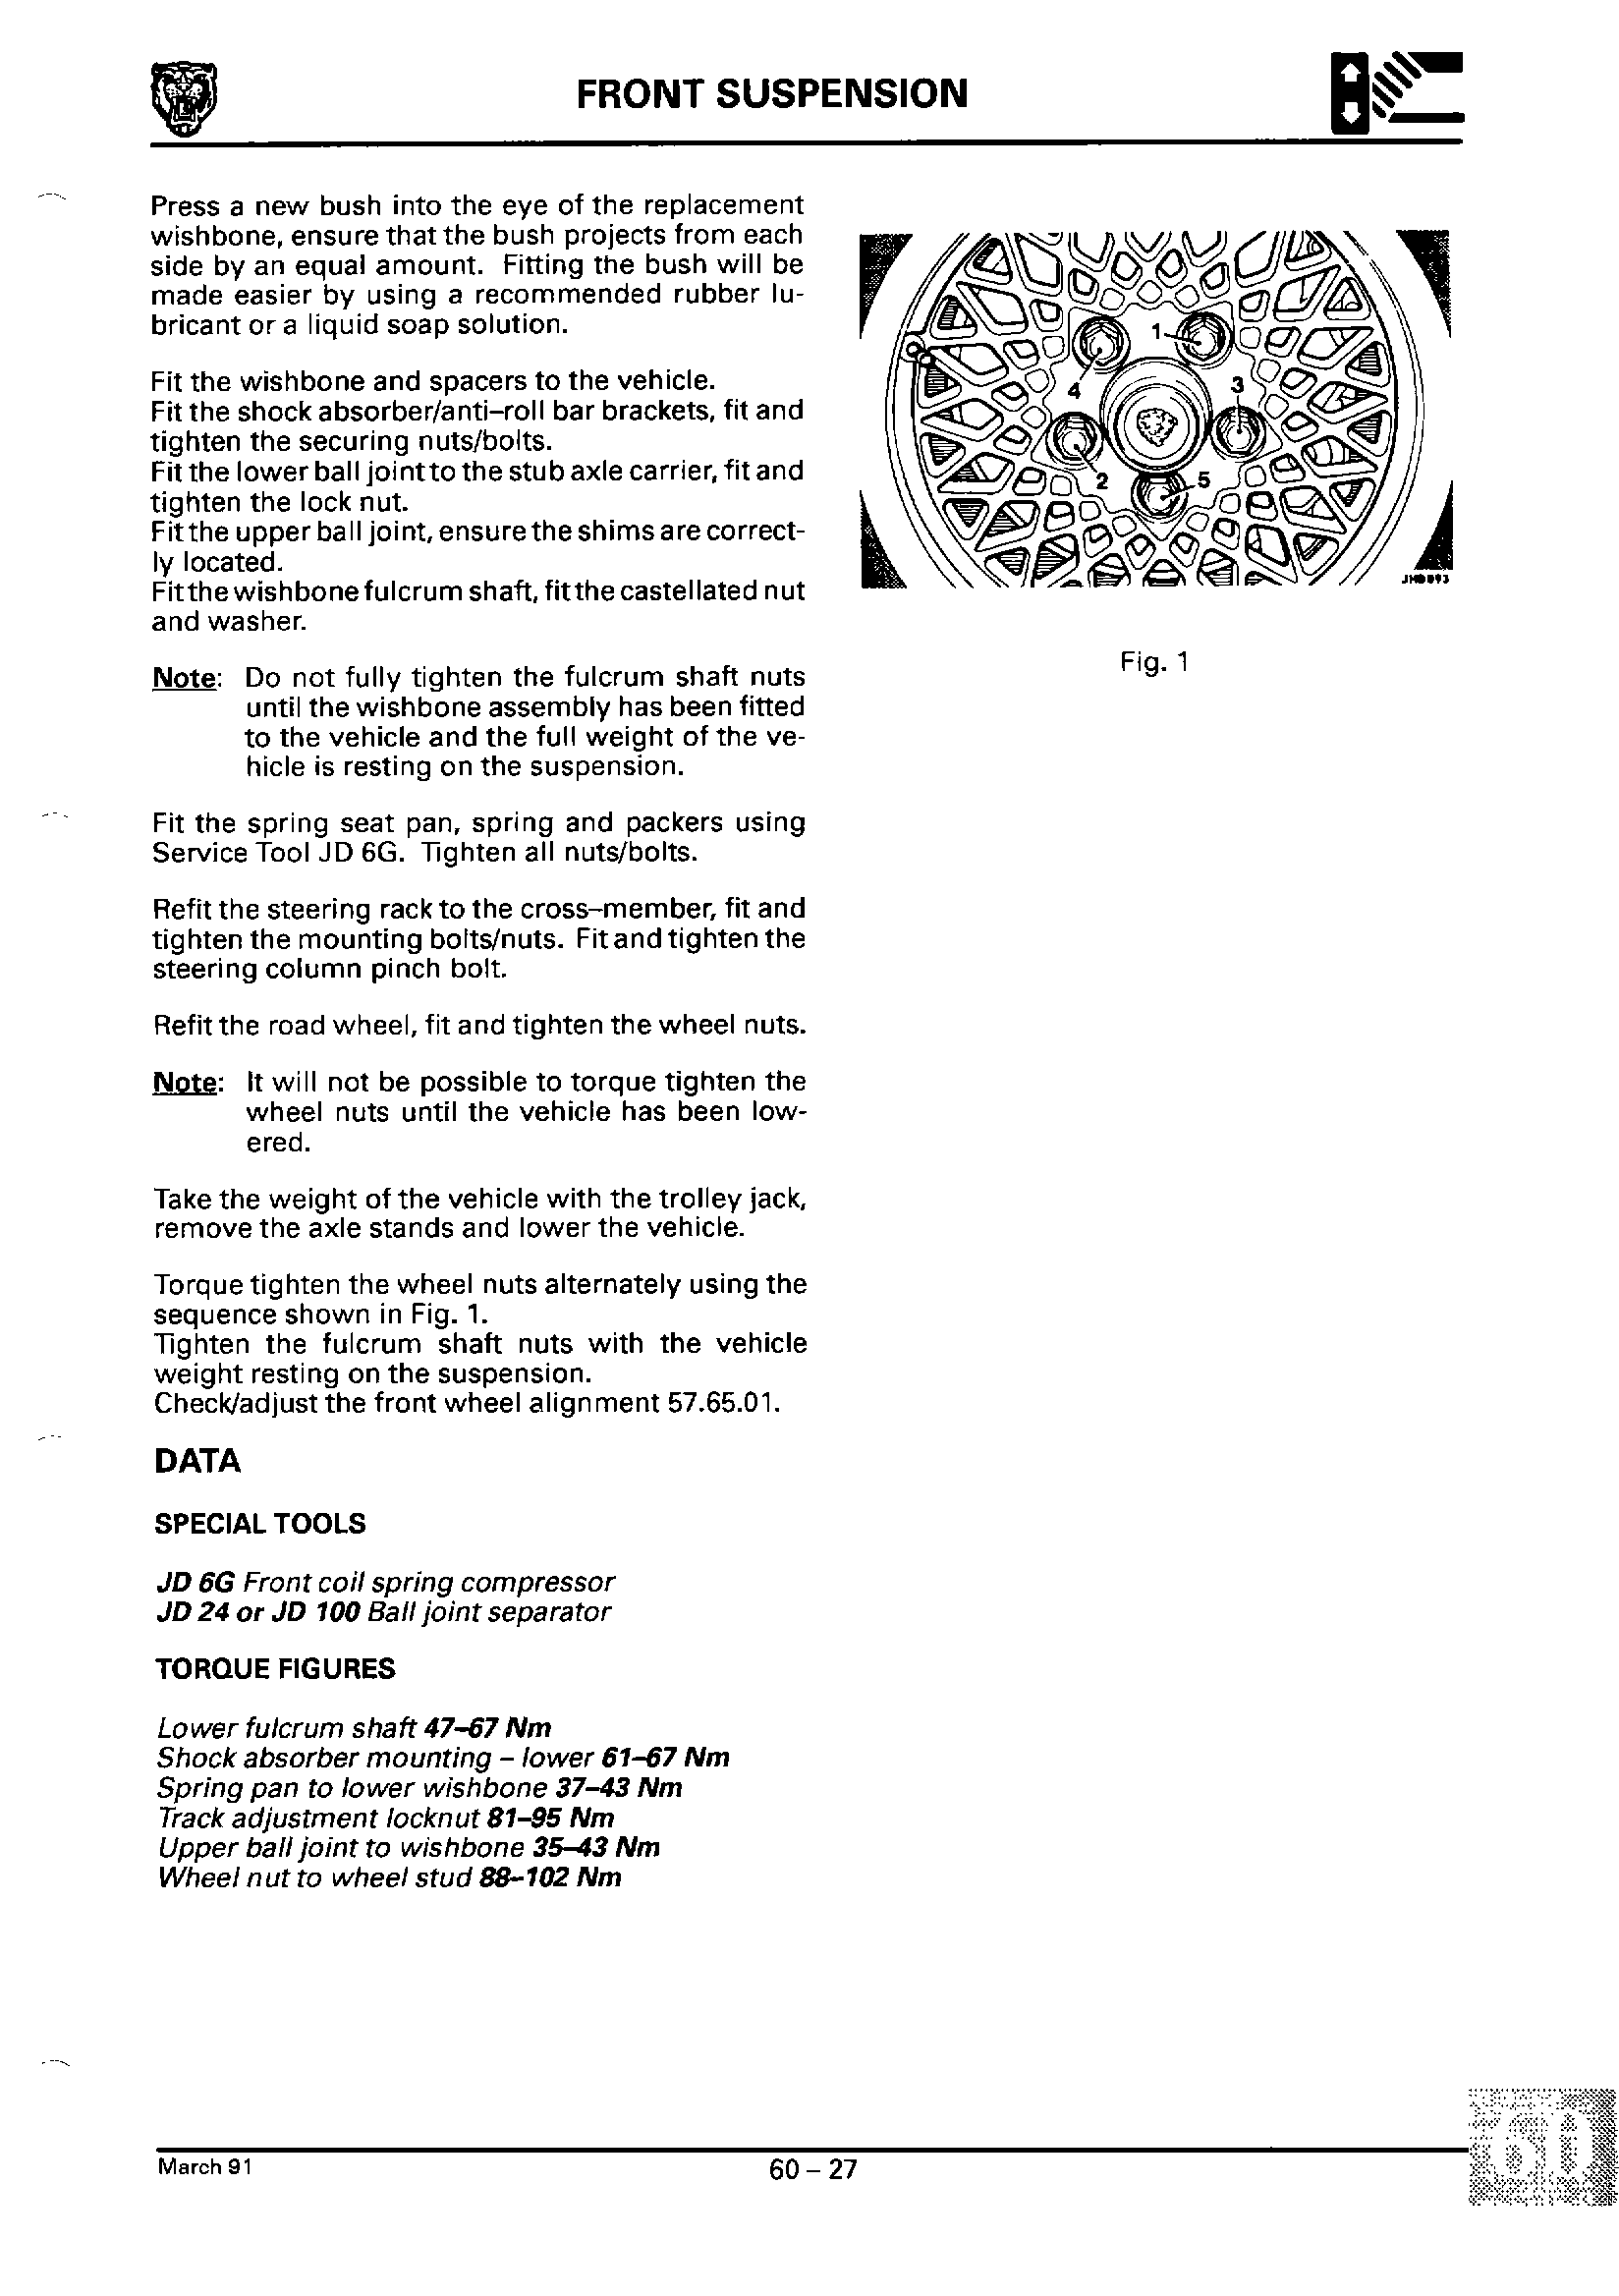 FRONT SUSPENSION
Press a new bush into the eye of the replacement
wishbone, ensure that the bush projects from each
side by an equal amount. Fitting the bush will be
made easier by using a recommended rubber lu-
bricant or a liquid soap solution.
Fit the wishbone and spacers to the vehicle.
Fit the shock absorber/anti–roll bar brackets, fit and
tighten the securing nuts/bolts.
Fit the lower ball joint to the stub axle carrier, fit and
tighten the lock nut.
Fit the upper ball joint, ensure the shims are correct-
ly located.
Fit the wishbone fulcrum shaft, fit the castellated nut
and washer.
Note: Do not fully tighten the fulcrum shaft nuts
until the wishbone assembly has been fitted
to the vehicle and the full weight of the ve-
hicle is resting on the suspension.
Fit the spring seat pan, spring and packers using
Service Tool JD 6G. Tighten all nuts/bolts.
Refit the steering rack to the cross–member, fit and
tighten the mounting bolts/nuts. Fit and tighten the
steering column pinch bolt.
Refit the road wheel, fit and tighten the wheel nuts.
Note: It will not be possible to torque tighten the
wheel nuts until the vehicle has been low-
ered.
Take the weight of the vehicle with the trolley jack,
remove the axle stands and lower the vehicle.
Torque tighten the wheel nuts alternately using the
sequence shown in Fig. 1.
Tighten the fulcrum shaft nuts with the vehicle
weight resting on the suspension.
Check/adjust the front wheel alignment 57.65.01.
DATA
SPECIAL TOOLS
JD 6G Front coil spring compressor
JD 24 or JD 100 Ball joint separator
TORQUE FIGURES
Lower fulcrum shaft 47–67 Nm
Shock absorber mounting – lower 61–67 Nm
Spring pan to lower wishbone 37–43 Nm
Track adjustment locknut 81–95 Nm
Upper ball joint to wishbone 35–43 Nm
Wheel nut to wheel stud 88–102 Nm
1
4
3
2
5
Fig. 1
March 91
60 – 27
60